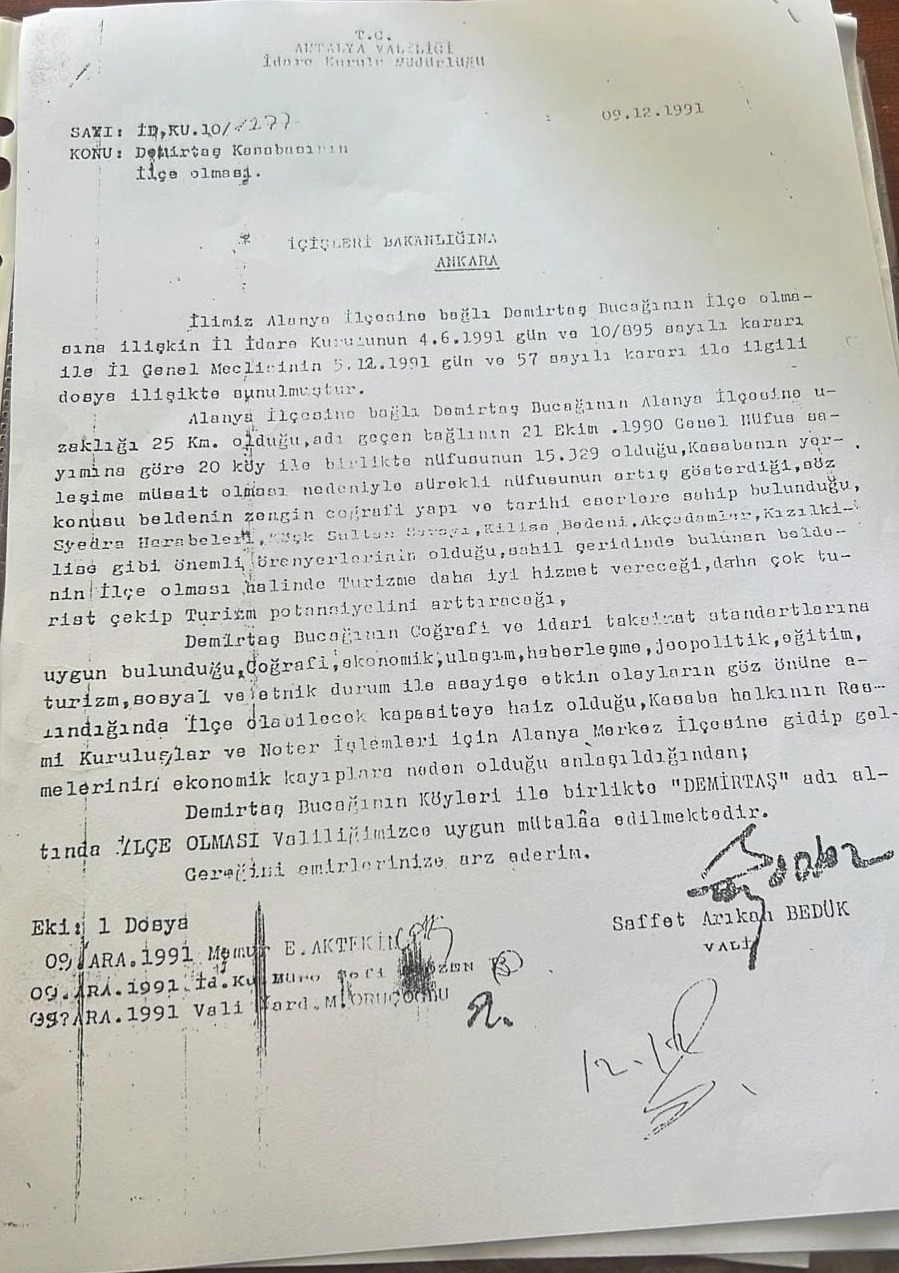 T.C.
ANTALYA VALİLİĞİ
İdare Kurulu Müdürlüğü
09.12.1991
SAYI: İD,KU.10/
KONU: Demirtaş Kasabasının
İlçe olması.
İÇİŞLERİ BAKANLIĞINA
ANKARA
İlimiz Alanya İlçesine bağlı Demirtaş Bucağının İlçe olma-
sına ilişkin İl İdare Kurulunun 4.6.1991 gün ve 10/895 sayılı kararı
ile İl Genel Meclisinin 5.12.1991 gün ve 57 sayılı kararı ile ilgili
dosya ilişikte sunulmuştur.
Alanya İlçesine bağlı Demirtaş Bucağının Alanya İlçesine u-
zaklığı 25 Km. olduğu,adı geçen bağlının 21 Ekim .1990 Genel Nüfus sa-
yımına göre 20 köy ile birlikte nüfusunun 15.329 olduğu,Kasabanın yer-
leşime müsait olması nedeniyle sürekli nüfusunun artış gösterdiği,söz
konusu beldenin zengin coğrafi yapı ve tarihi eserlere sahip bulunduğu,
Syedra Harabeleri, Sultan Sarayı,Kilise Bedeni,Akçadamlar,Kızılki-
lise gibi önemli örenyerlerinin olduğu,sahil şeridinde bulunan belde-
nin İlçe olması halinde Turizme daha iyi hizmet vereceği,daha çok tu-
rist çekip Turizm potansiyelini arttıracağı,
Demirtaş Bucağının Coğrafi ve idari taksimat standartlarına
uygun bulunduğu,Coğrafi,ekonomik,ulaşım,haberleşme,jeopolitik,eğitim,
turizm,sosyal ve etnik durum ile asayişe etkin olayların göz önüne a-
lındığında İlçe olabilecek kapasiteye haiz olduğu,Kasaba halkının Res-
mi Kuruluşlar ve Noter İşlemleri için Alanya Merkez İlçesine gidip gel-
melerinin ekonomik kayıplara neden olduğu anlaşıldığından;
Demirtaş Bucağının Köyleri ile birlikte "DEMİRTAŞ" adı al-
tında İLÇE OLMASI Valiliğimizce uygun mütalâa edilmektedir.
Gereğini emirlerinize arz ederim.
Saffet Arıkan BEDÜK
VALİ
Eki: 1 Dosya
09.ARA.1991 Memur E.AKTEKİN
09.ARA.1991 İd.Ku Büro Şefi
09.ARA.1991 Vali Yard.M.ORUÇOĞLU
12.12